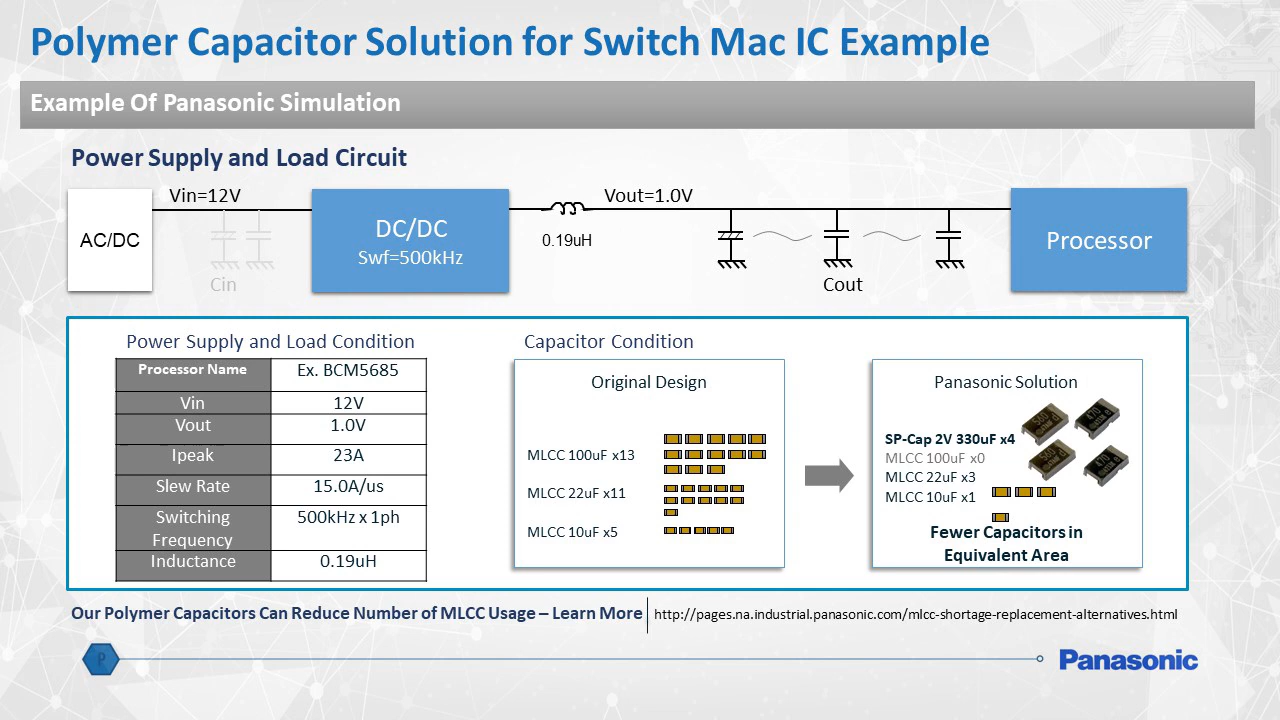 Polymer Capacitor Solution for Switch Mac IC Example
Example Of Panasonic Simulation
Power Supply and Load Circuit
AC/DC
Vin=12V
Cin
DC/DC
Swf=500kHz
0.19uH
Vout=1.0V
Cout
Processor
Power Supply and Load Condition
Processor Name Ex. BCM5685
Vin 12V
Vout 1.0V
Ipeak 23A
Slew Rate 15.0A/us
Switching 500kHz x 1ph
Frequency
Inductance 0.19uH
Capacitor Condition
Original Design
MLCC 100uF x13
MLCC 22uF x11
MLCC 10uF x5
Panasonic Solution
SP-Cap 2V 330uF x4
MLCC 100uF x0
MLCC 22uF x3
MLCC 10uF x1
Fewer Capacitors in
Equivalent Area
Our Polymer Capacitors Can Reduce Number of MLCC Usage – Learn More
http://pages.na.industrial.panasonic.com/mlcc-shortage-replacement-alternatives.html
P
Panasonic